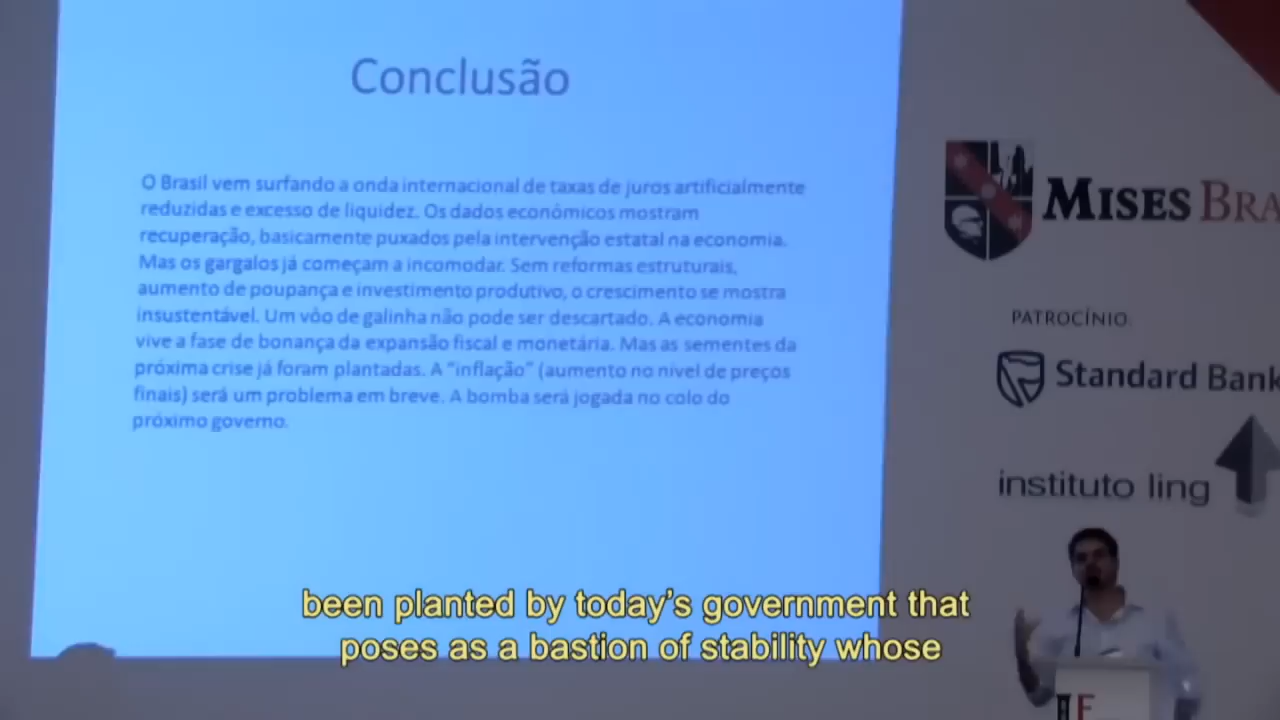 Conclusão
O Brasil vem surfando a onda internacional de taxas de juros artificialmente
reduzidas e excesso de liquidez. Os dados econômicos mostram
recuperação, basicamente puxados pela intervenção estatal na economia.
Mas os gargalos já começam a incomodar. Sem reformas estruturais,
aumento de poupança e investimento produtivo, o crescimento se mostra
insustentável. Um vôo de galinha não pode ser descartado. A economia
vive a fase de bonança da expansão fiscal e monetária. Mas as sementes da
próxima crise já foram plantadas. A "inflação" (aumento no nível de preços
finais) será um problema em breve. A bomba será jogada no colo do
próximo governo.
MISES BRA
PATROCÍNIO
Standard Bank
instituto ling
been planted by today's government that
poses as a bastion of stability whose